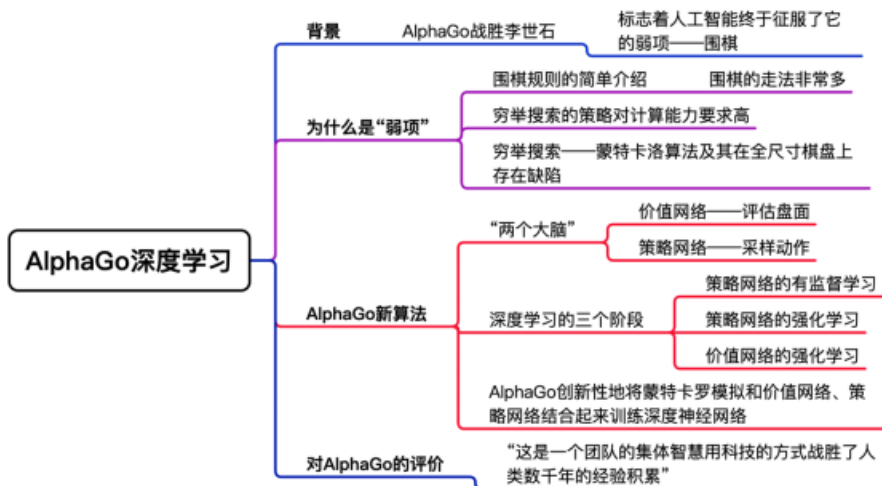 背景
AlphaGo战胜李世石
标志着人工智能终于征服了它
的弱项——围棋
为什么是“弱项”
围棋规则的简单介绍
围棋的走法非常多
穷举搜索的策略对计算能力要求高
穷举搜索——蒙特卡洛算法及其在全尺寸棋盘上
存在缺陷
AlphaGo深度学习
AlphaGo新算法
“两个大脑”
价值网络——评估盘面
策略网络——采样动作
深度学习的三个阶段
策略网络的有监督学习
策略网络的强化学习
价值网络的强化学习
AlphaGo创新性地将蒙特卡罗模拟和价值网络、策
略网络结合起来训练深度神经网络
对AlphaGo的评价
“这是一个团队的集体智慧用科技的方式战胜了人
类数千年的经验积累”